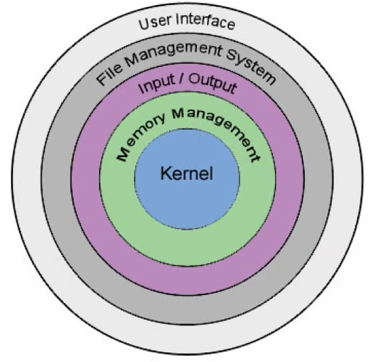 User Interface
File Management System
Input / Output
Memory Management
Kernel